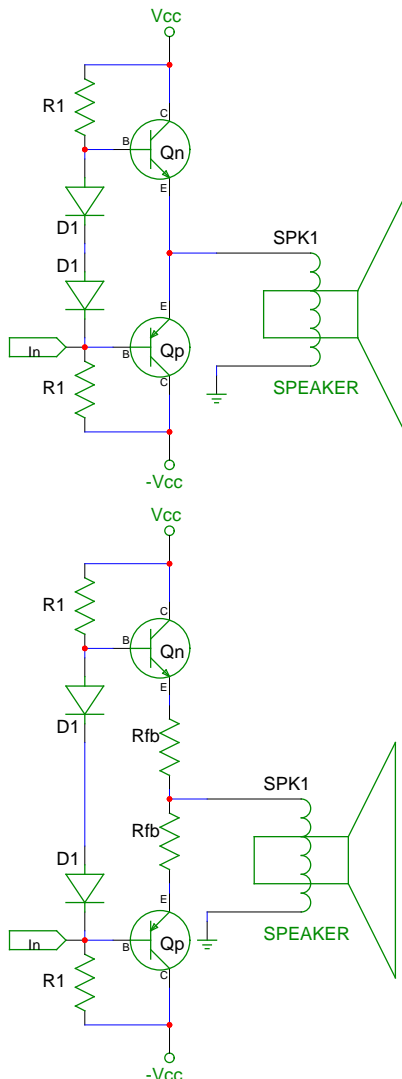 Vcc
R1
C
B
Qn
E
D1
SPK1
D1
E
In
B
Qp
R1
C
SPEAKER
-Vcc
Vcc
R1
C
B
Qn
E
D1
Rfb
SPK1
Rfb
D1
E
In
B
Qp
SPEAKER
R1
C
-Vcc